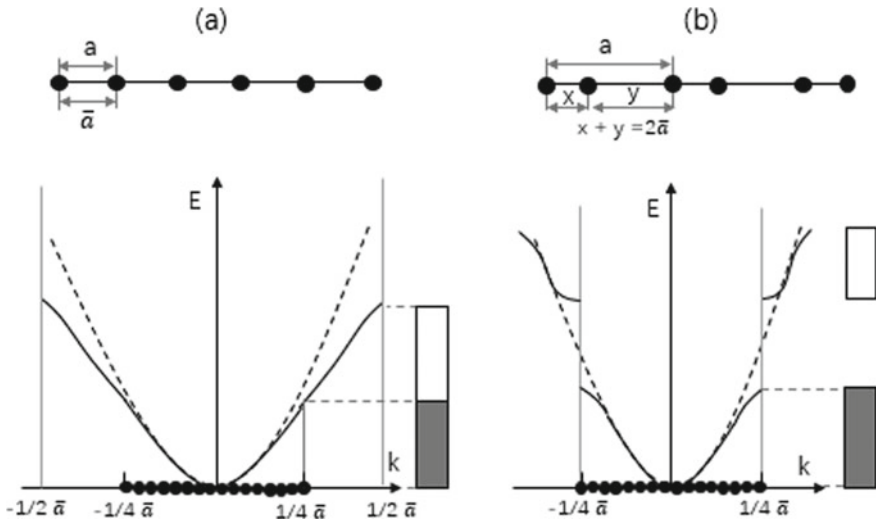 (a)
(b)
a
a
ā
x
y
x + y = 2ā
E
E
k
k
-1/2 ā
-1/4 ā
1/4 ā
1/2 ā
-1/4 ā
1/4 ā